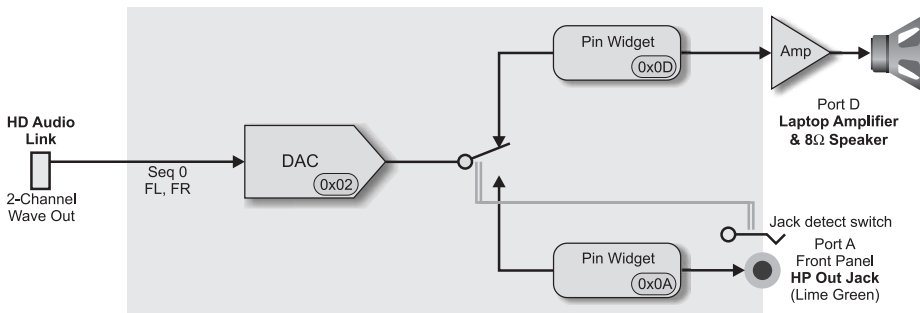 HD Audio
Link
2-Channel
Wave Out
Seq 0
FL, FR
DAC
0x02
Pin Widget
0x0D
Amp
Port D
Laptop Amplifier
& 8Ω Speaker
Jack detect switch
Pin Widget
0x0A
Port A
Front Panel
HP Out Jack
(Lime Green)